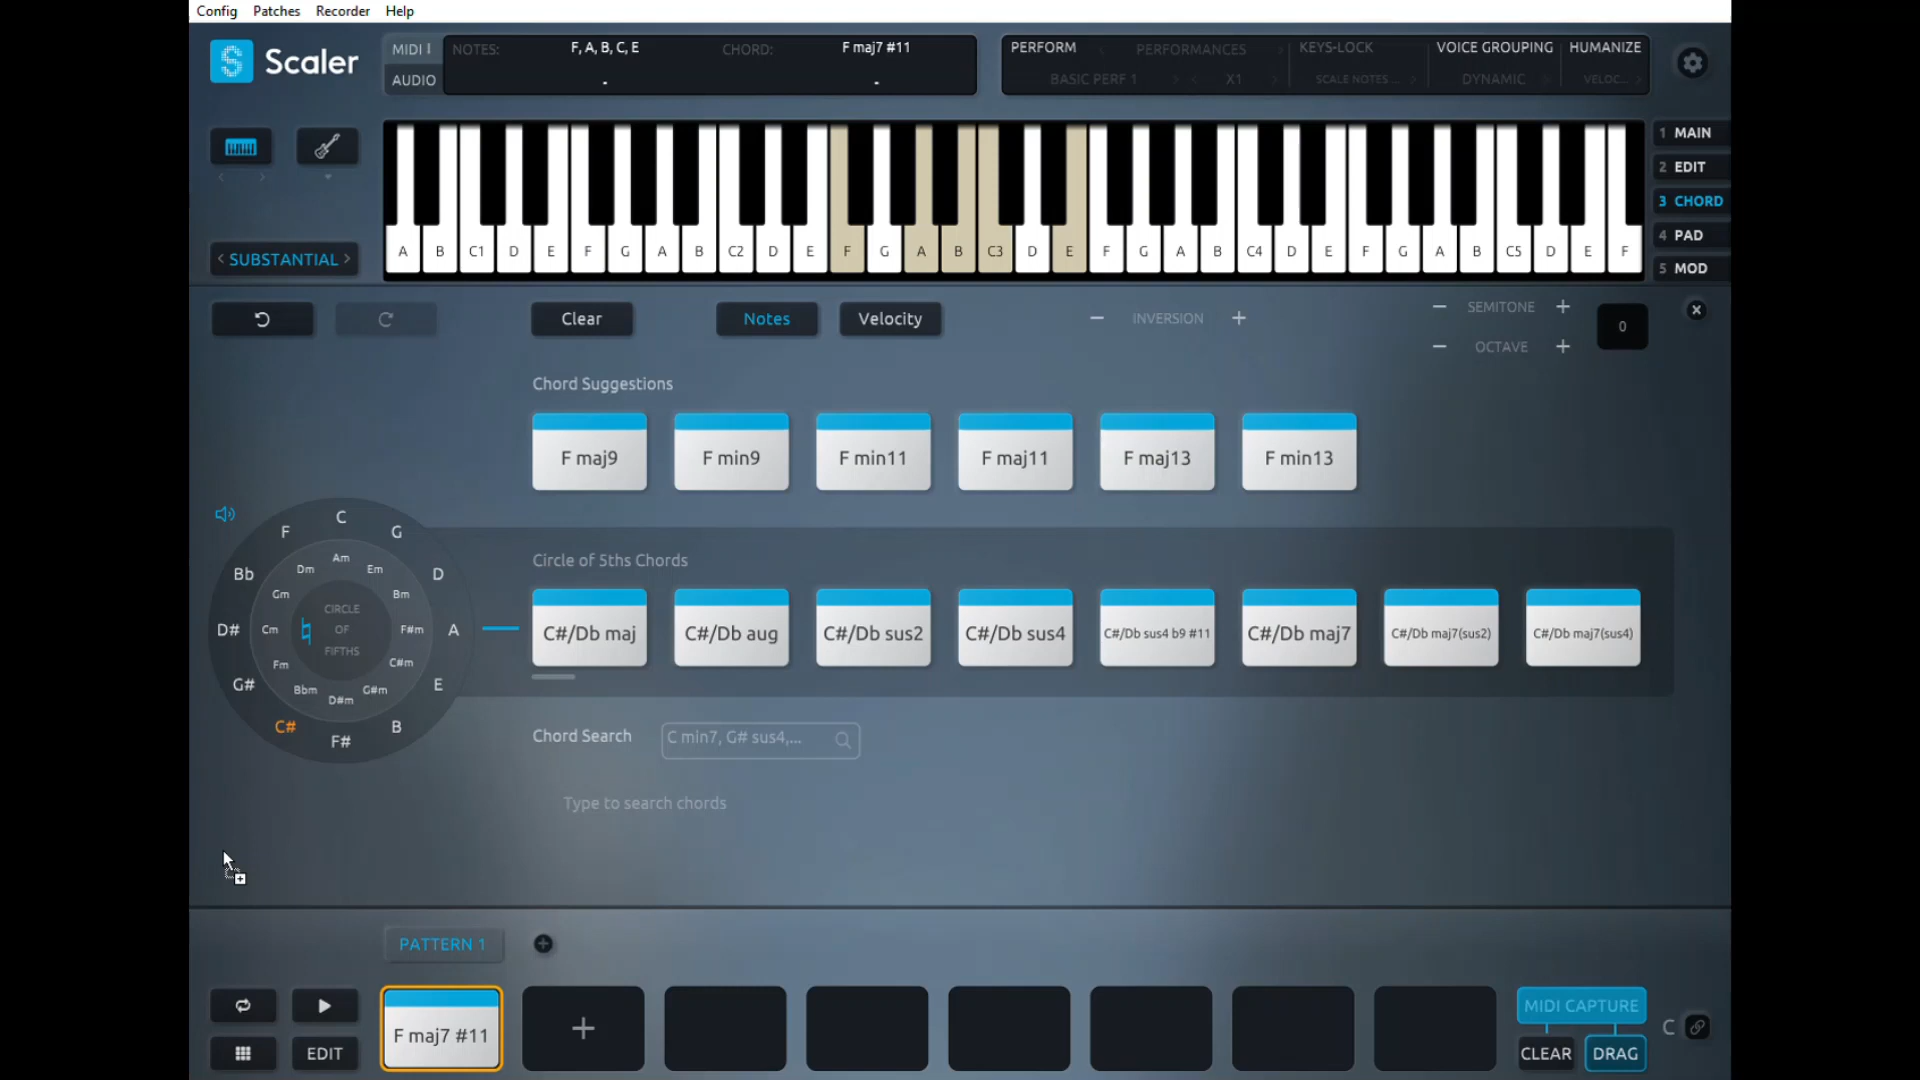 Config Patches Recorder Help
Scaler
MIDI
AUDIO
NOTES: F, A, B, C, E CHORD: F maj7 #11
- -
PERFORM PERFORMANCES KEYS-LOCK VOICE GROUPING HUMANIZE
BASIC PERF 1 X1 SCALE NOTES ... DYNAMIC VELOC...
A B C1 D E F G A B C2 D E F G A B C3 D E F G A B C4 D E F G A B C5 D E F
SUBSTANTIAL
1 MAIN
2 EDIT
3 CHORD
4 PAD
5 MOD
Clear Notes Velocity - INVERSION +
- SEMITONE +
- OCTAVE +
0
Chord Suggestions
F maj9 F min9 F min11 F maj11 F maj13 F min13
C G D A E B F# C# G# D# Bb F
Am Em Bm F#m C#m G#m D#m Bbm Fm Cm Gm Dm
CIRCLE
OF
FIFTHS
Circle of 5ths Chords
C#/Db maj C#/Db aug C#/Db sus2 C#/Db sus4 C#/Db sus4 b9 #11 C#/Db maj7 C#/Db maj7(sus2) C#/Db maj7(sus4)
Chord Search C min7, G# sus4,...
Type to search chords
PATTERN 1
EDIT
F maj7 #11
MIDI CAPTURE
CLEAR DRAG
C